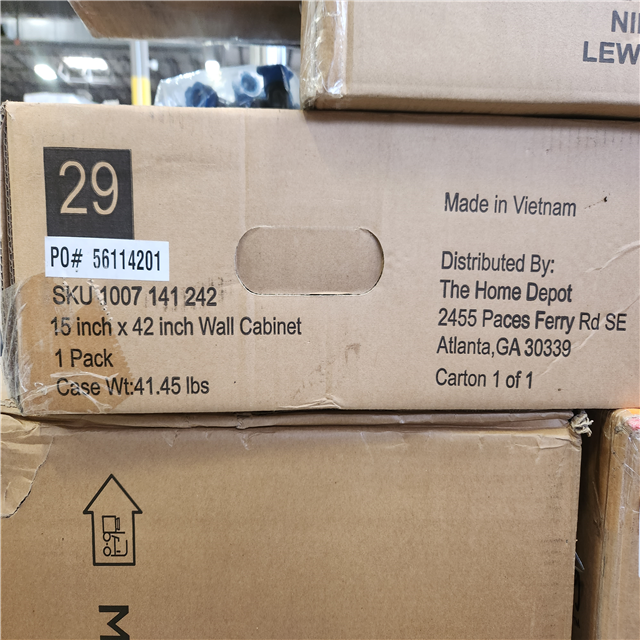 29
PO# 56114201
SKU 1007 141 242
15 inch x 42 inch Wall Cabinet
1 Pack
Case Wt:41.45 lbs
Made in Vietnam
Distributed By:
The Home Depot
2455 Paces Ferry Rd SE
Atlanta,GA 30339
Carton 1 of 1